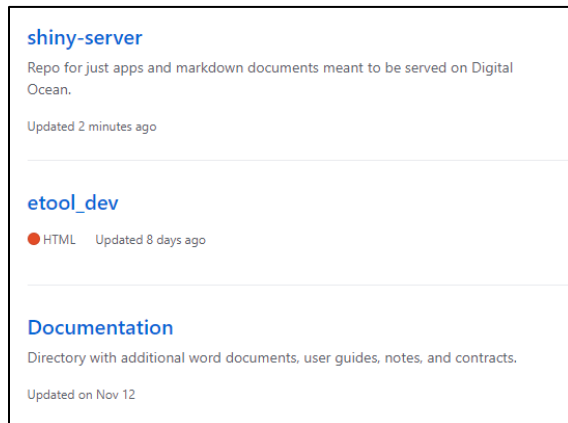 shiny-server
Repo for just apps and markdown documents meant to be served on Digital
Ocean.
Updated 2 minutes ago
etool_dev
HTML Updated 8 days ago
Documentation
Directory with additional word documents, user guides, notes, and contracts.
Updated on Nov 12